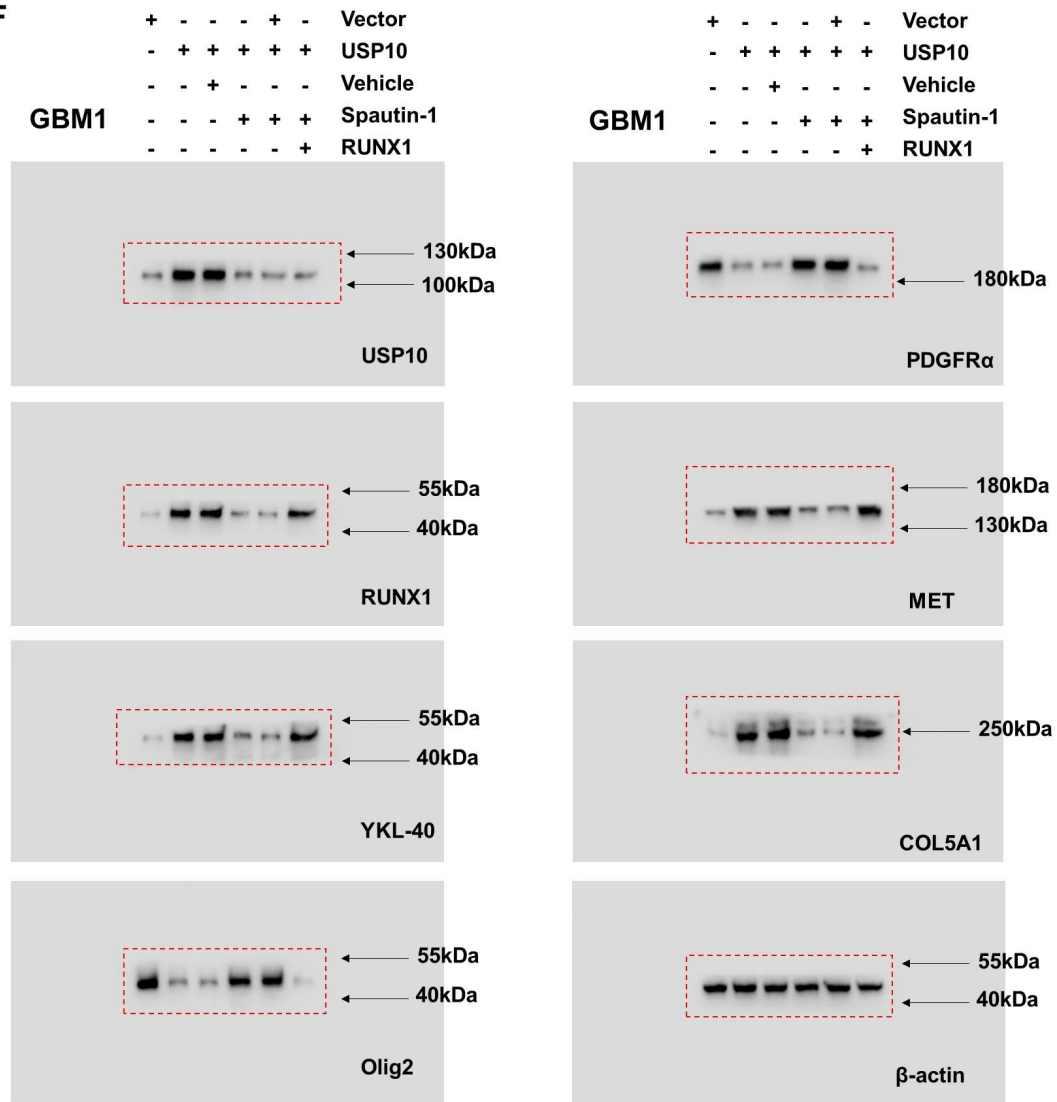 + - - - + - Vector
- + + + + + USP10
- - + - - - Vehicle
GBM1 - - - + + + Spautin-1
- - - - - + RUNX1
130kDa
100kDa
USP10
55kDa
40kDa
RUNX1
55kDa
40kDa
YKL-40
55kDa
40kDa
Olig2
+ - - - + - Vector
- + + + + + USP10
- - + - - - Vehicle
GBM1 - - - + + + Spautin-1
- - - - - + RUNX1
180kDa
PDGFRα
180kDa
130kDa
MET
250kDa
COL5A1
55kDa
40kDa
β-actin